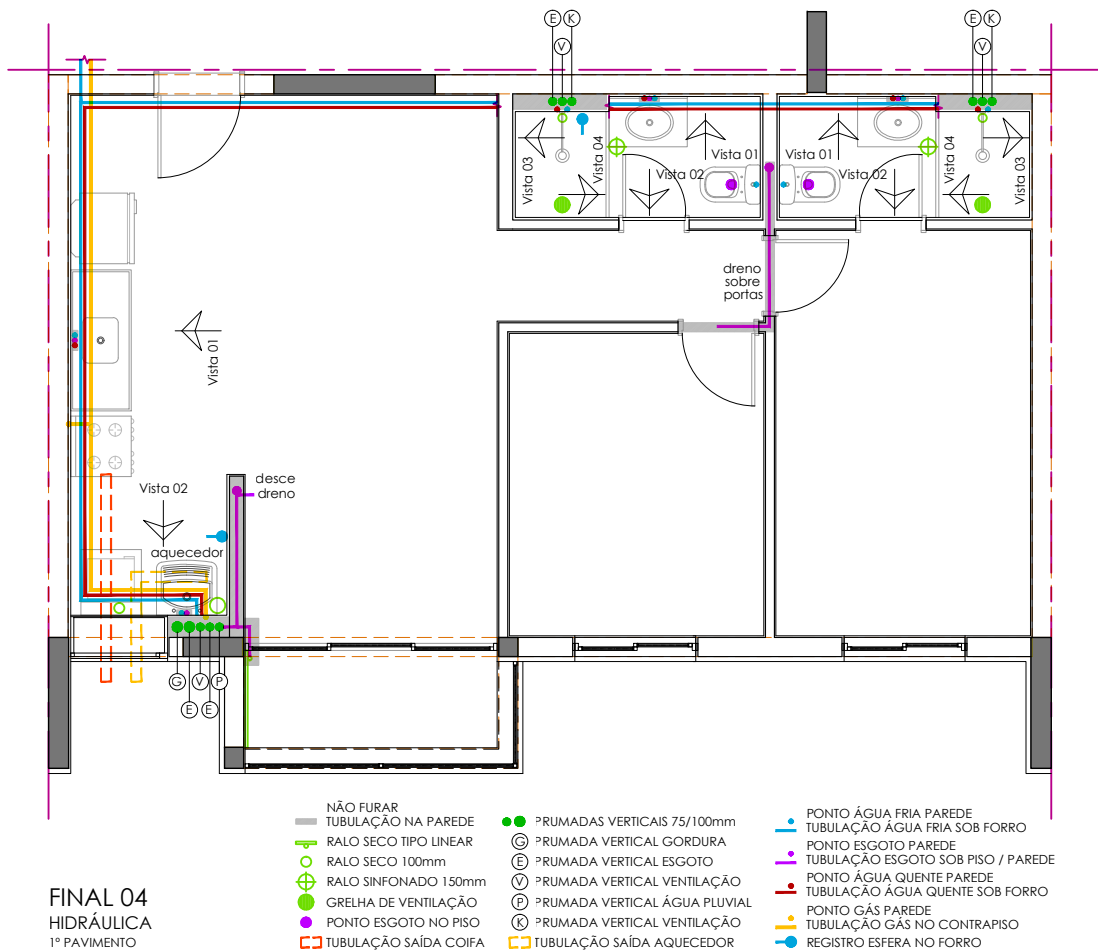 E K E K
V V
Vista 03
Vista 04
Vista 01
Vista 02
Vista 01
Vista 02
Vista 04
Vista 03
dreno
sobre
portas
Vista 01
desce
dreno
Vista 02
aquecedor
G V P
E E
NÃO FURAR
TUBULAÇÃO NA PAREDE
RALO SECO TIPO LINEAR
RALO SECO 100mm
RALO SINFONADO 150mm
GRELHA DE VENTILAÇÃO
PONTO ESGOTO NO PISO
TUBULAÇÃO SAÍDA COIFA
PRUMADAS VERTICAIS 75/100mm
G PRUMADA VERTICAL GORDURA
E PRUMADA VERTICAL ESGOTO
V PRUMADA VERTICAL VENTILAÇÃO
P PRUMADA VERTICAL ÁGUA PLUVIAL
K PRUMADA VERTICAL VENTILAÇÃO
TUBULAÇÃO SAÍDA AQUECEDOR
PONTO ÁGUA FRIA PAREDE
TUBULAÇÃO ÁGUA FRIA SOB FORRO
PONTO ESGOTO PAREDE
TUBULAÇÃO ESGOTO SOB PISO / PAREDE
PONTO ÁGUA QUENTE PAREDE
TUBULAÇÃO ÁGUA QUENTE SOB FORRO
PONTO GÁS PAREDE
TUBULAÇÃO GÁS NO CONTRAPISO
REGISTRO ESFERA NO FORRO
FINAL 04
HIDRÁULICA
1º PAVIMENTO